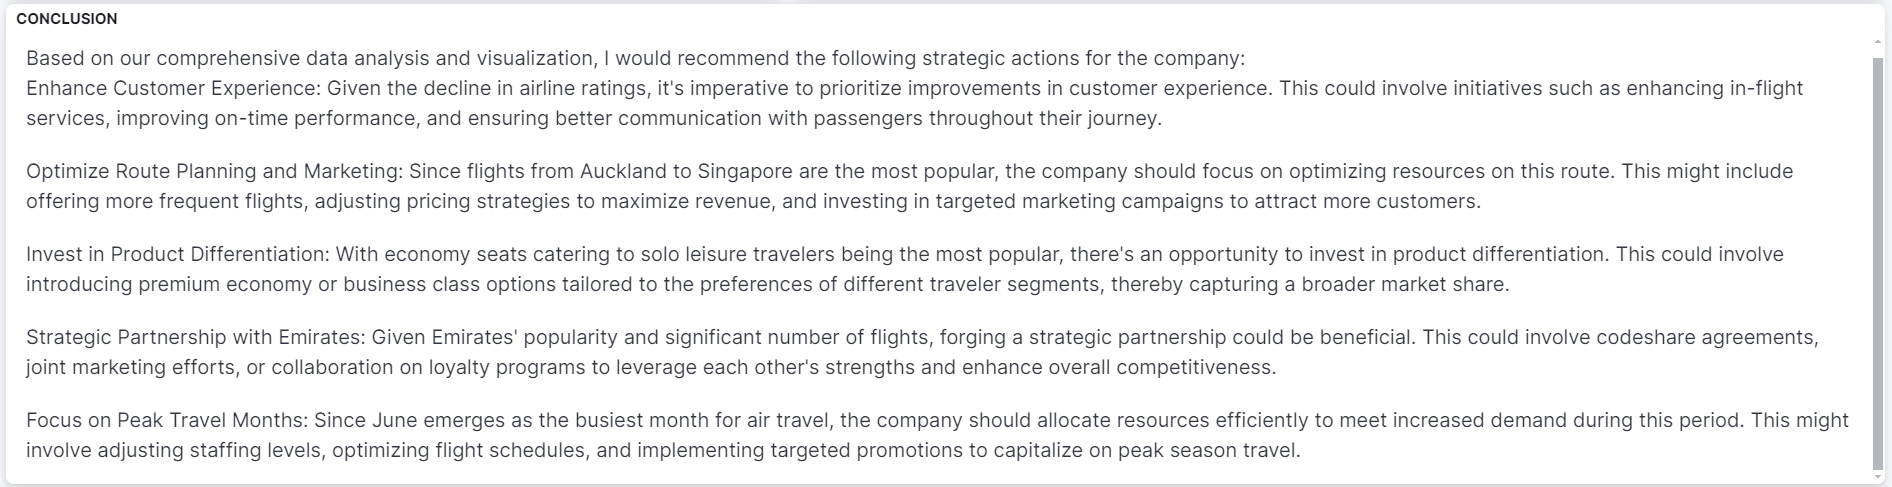 CONCLUSION
Based on our comprehensive data analysis and visualization, I would recommend the following strategic actions for the company:
Enhance Customer Experience: Given the decline in airline ratings, it's imperative to prioritize improvements in customer experience. This could involve initiatives such as enhancing in-flight
services, improving on-time performance, and ensuring better communication with passengers throughout their journey.
Optimize Route Planning and Marketing: Since flights from Auckland to Singapore are the most popular, the company should focus on optimizing resources on this route. This might include
offering more frequent flights, adjusting pricing strategies to maximize revenue, and investing in targeted marketing campaigns to attract more customers.
Invest in Product Differentiation: With economy seats catering to solo leisure travelers being the most popular, there's an opportunity to invest in product differentiation. This could involve
introducing premium economy or business class options tailored to the preferences of different traveler segments, thereby capturing a broader market share.
Strategic Partnership with Emirates: Given Emirates' popularity and significant number of flights, forging a strategic partnership could be beneficial. This could involve codeshare agreements,
joint marketing efforts, or collaboration on loyalty programs to leverage each other's strengths and enhance overall competitiveness.
Focus on Peak Travel Months: Since June emerges as the busiest month for air travel, the company should allocate resources efficiently to meet increased demand during this period. This might
involve adjusting staffing levels, optimizing flight schedules, and implementing targeted promotions to capitalize on peak season travel.